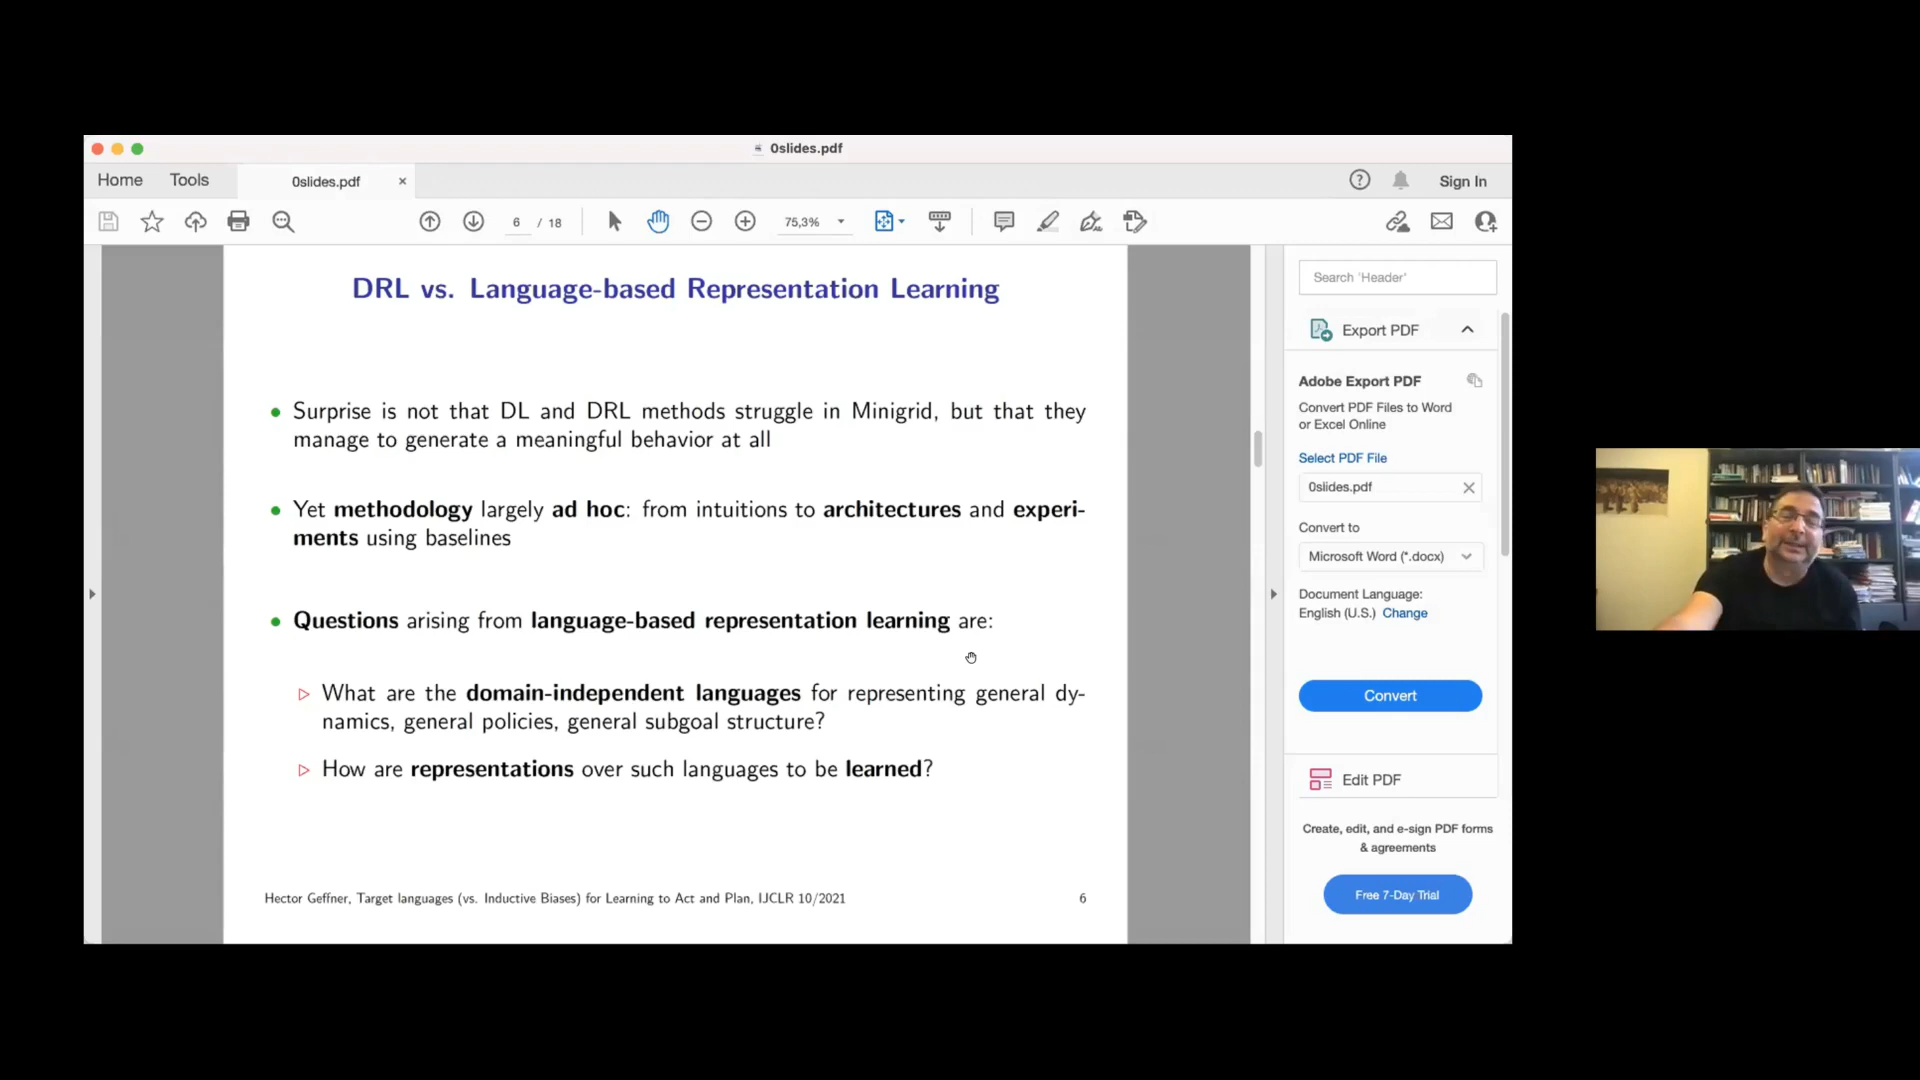 0slides.pdf
Home
Tools
0slides.pdf
Sign In
6 / 18
75,3%
DRL vs. Language-based Representation Learning
Surprise is not that DL and DRL methods struggle in Minigrid, but that they
manage to generate a meaningful behavior at all
Yet methodology largely ad hoc: from intuitions to architectures and experi-
ments using baselines
Questions arising from language-based representation learning are:
What are the domain-independent languages for representing general dy-
namics, general policies, general subgoal structure?
How are representations over such languages to be learned?
Hector Geffner, Target languages (vs. Inductive Biases) for Learning to Act and Plan, IJCLR 10/2021
6
Search 'Header'
Export PDF
Adobe Export PDF
Convert PDF Files to Word
or Excel Online
Select PDF File
0slides.pdf
Convert to
Microsoft Word (*.docx)
Document Language:
English (U.S.) Change
Convert
Edit PDF
Create, edit, and e-sign PDF forms
& agreements
Free 7-Day Trial